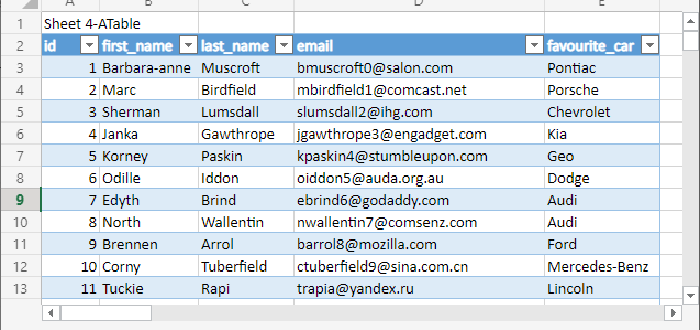 A B C D E
1 Sheet 4-ATable
2 id first_name last_name email favourite_car
3 1 Barbara-anne Muscroft bmuscroft0@salon.com Pontiac
4 2 Marc Birdfield mbirdfield1@comcast.net Porsche
5 3 Sherman Lumsdall slumsdall2@ihg.com Chevrolet
6 4 Janka Gawthrope jgawthrope3@engadget.com Kia
7 5 Korney Paskin kpaskin4@stumbleupon.com Geo
8 6 Odille Iddon oiddon5@auda.org.au Dodge
9 7 Edyth Brind ebrind6@godaddy.com Audi
10 8 North Wallentin nwallentin7@comsenz.com Audi
11 9 Brennen Arrol barrol8@mozilla.com Ford
12 10 Corny Tuberfield ctuberfield9@sina.com.cn Mercedes-Benz
13 11 Tuckie Rapi trapia@yandex.ru Lincoln